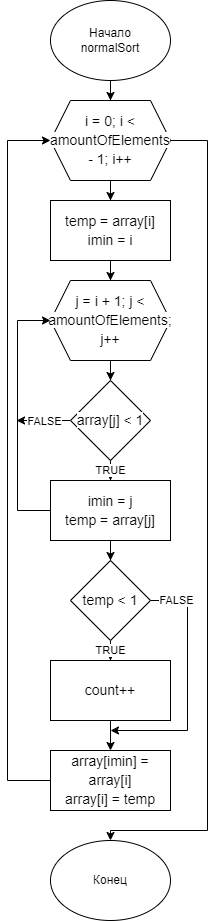 Начало
normalSort
i = 0; i <
amountOfElements
- 1; i++
temp = array[i]
imin = i
j = i + 1; j <
amountOfElements;
j++
array[j] < 1
FALSE
TRUE
imin = j
temp = array[j]
temp < 1
FALSE
TRUE
count++
array[imin] =
array[i]
array[i] = temp
Конец